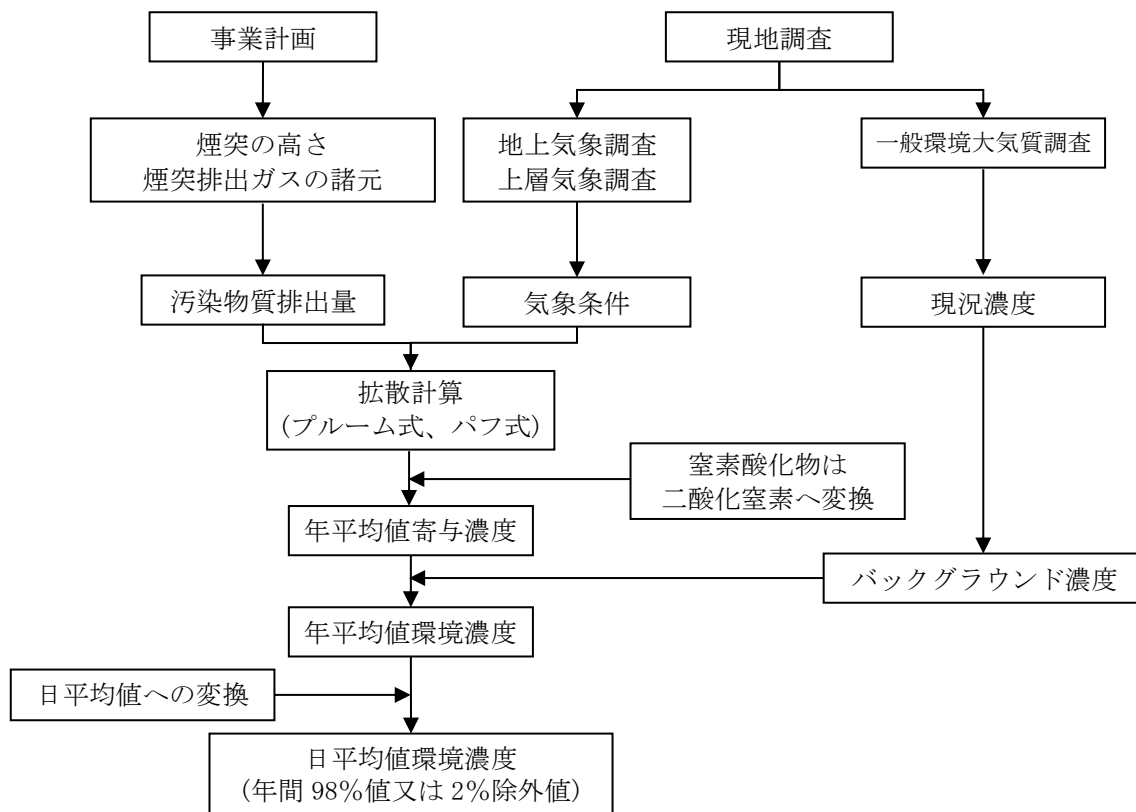 事業計画
現地調査
煙突の高さ
煙突排出ガスの諸元
地上気象調査
上層気象調査
一般環境大気質調査
汚染物質排出量
気象条件
現況濃度
拡散計算
(プルーム式、パフ式)
窒素酸化物は
二酸化窒素へ変換
年平均値寄与濃度
バックグラウンド濃度
年平均値環境濃度
日平均値への変換
日平均値環境濃度
(年間 98%値又は 2%除外値)